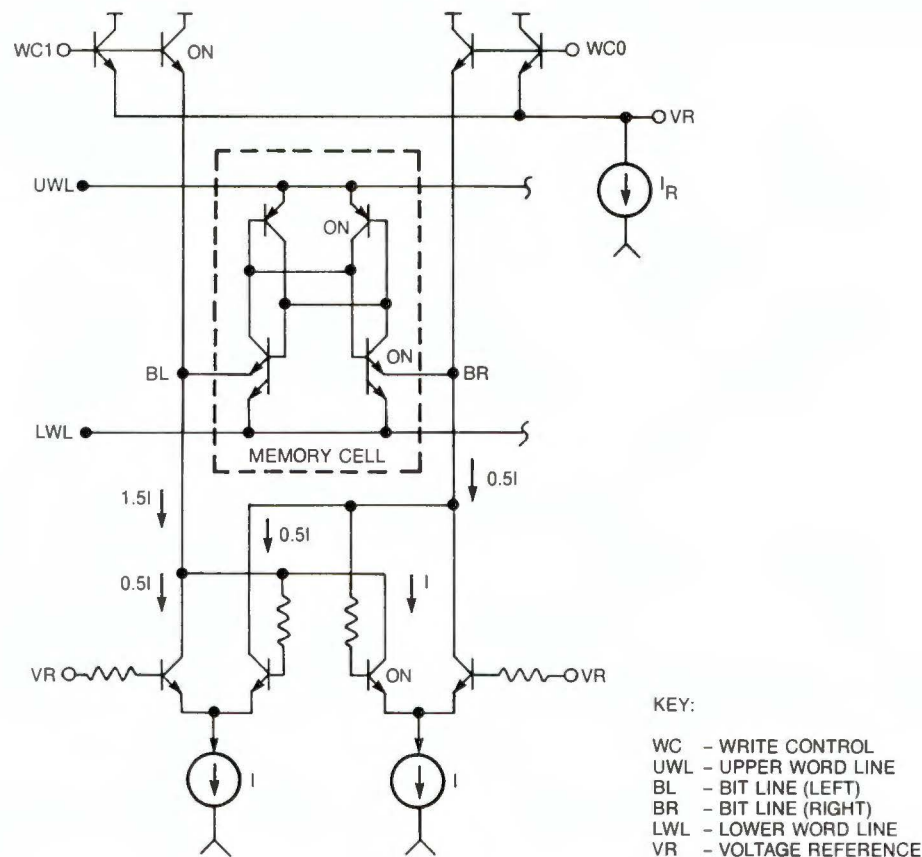 WC1
ON
WC0
VR
I_R
UWL
ON
ON
BL
BR
LWL
MEMORY CELL
0.5I
1.5I
0.5I
0.5I
I
VR
ON
VR
I
I
KEY:
WC – WRITE CONTROL
UWL – UPPER WORD LINE
BL – BIT LINE (LEFT)
BR – BIT LINE (RIGHT)
LWL – LOWER WORD LINE
VR – VOLTAGE REFERENCE